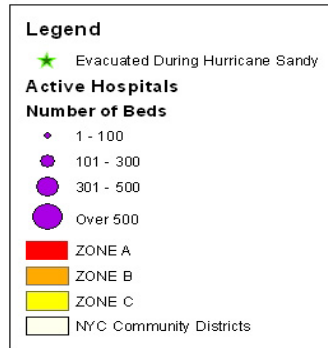 Legend
Evacuated During Hurricane Sandy
Active Hospitals
Number of Beds
1 - 100
101 - 300
301 - 500
Over 500
ZONE A
ZONE B
ZONE C
NYC Community Districts